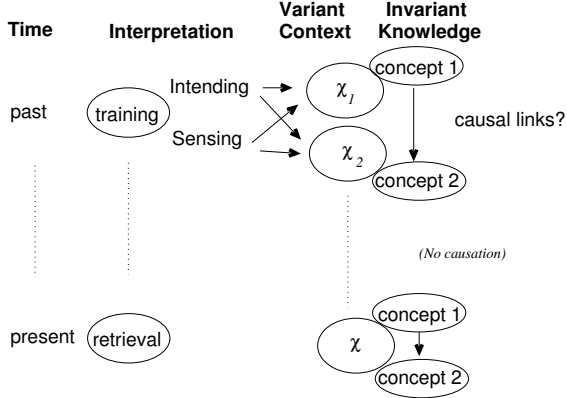 Time
Interpretation
Variant
Context
Invariant
Knowledge
past
training
Intending
Sensing
χ1
concept 1
causal links?
χ2
concept 2
(No causation)
present
retrieval
χ
concept 1
concept 2